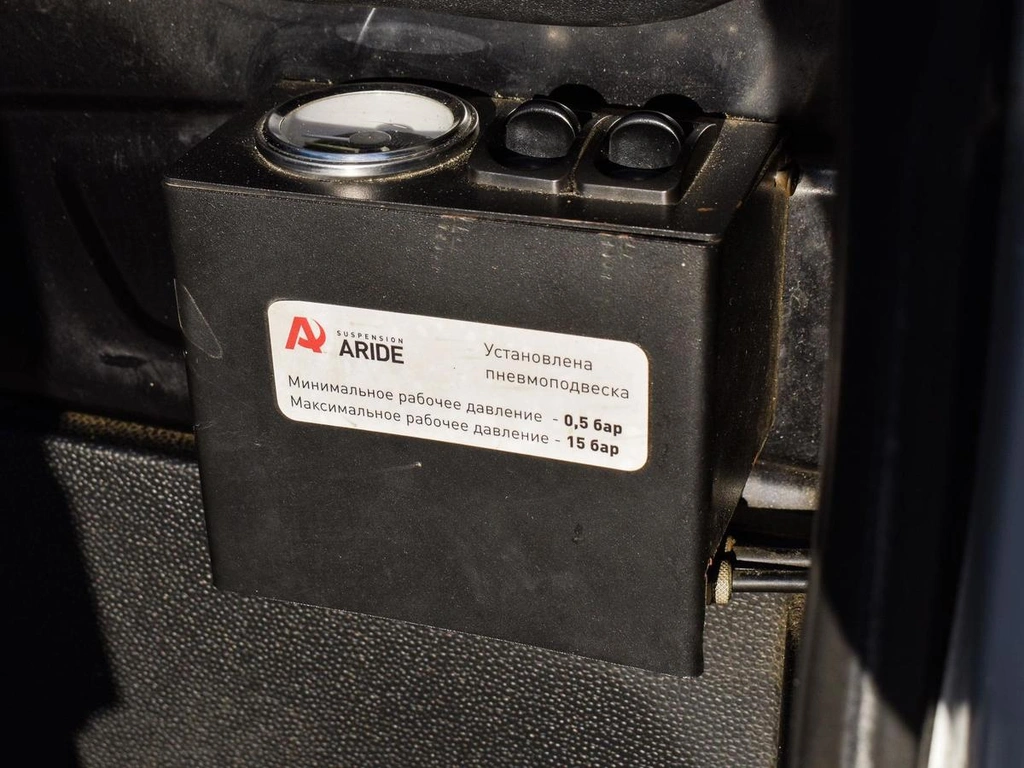 SUSPENSION
ARIDE
Установлена
пневмоподвеска
Минимальное рабочее давление - 0,5 бар
Максимальное рабочее давление - 15 бар